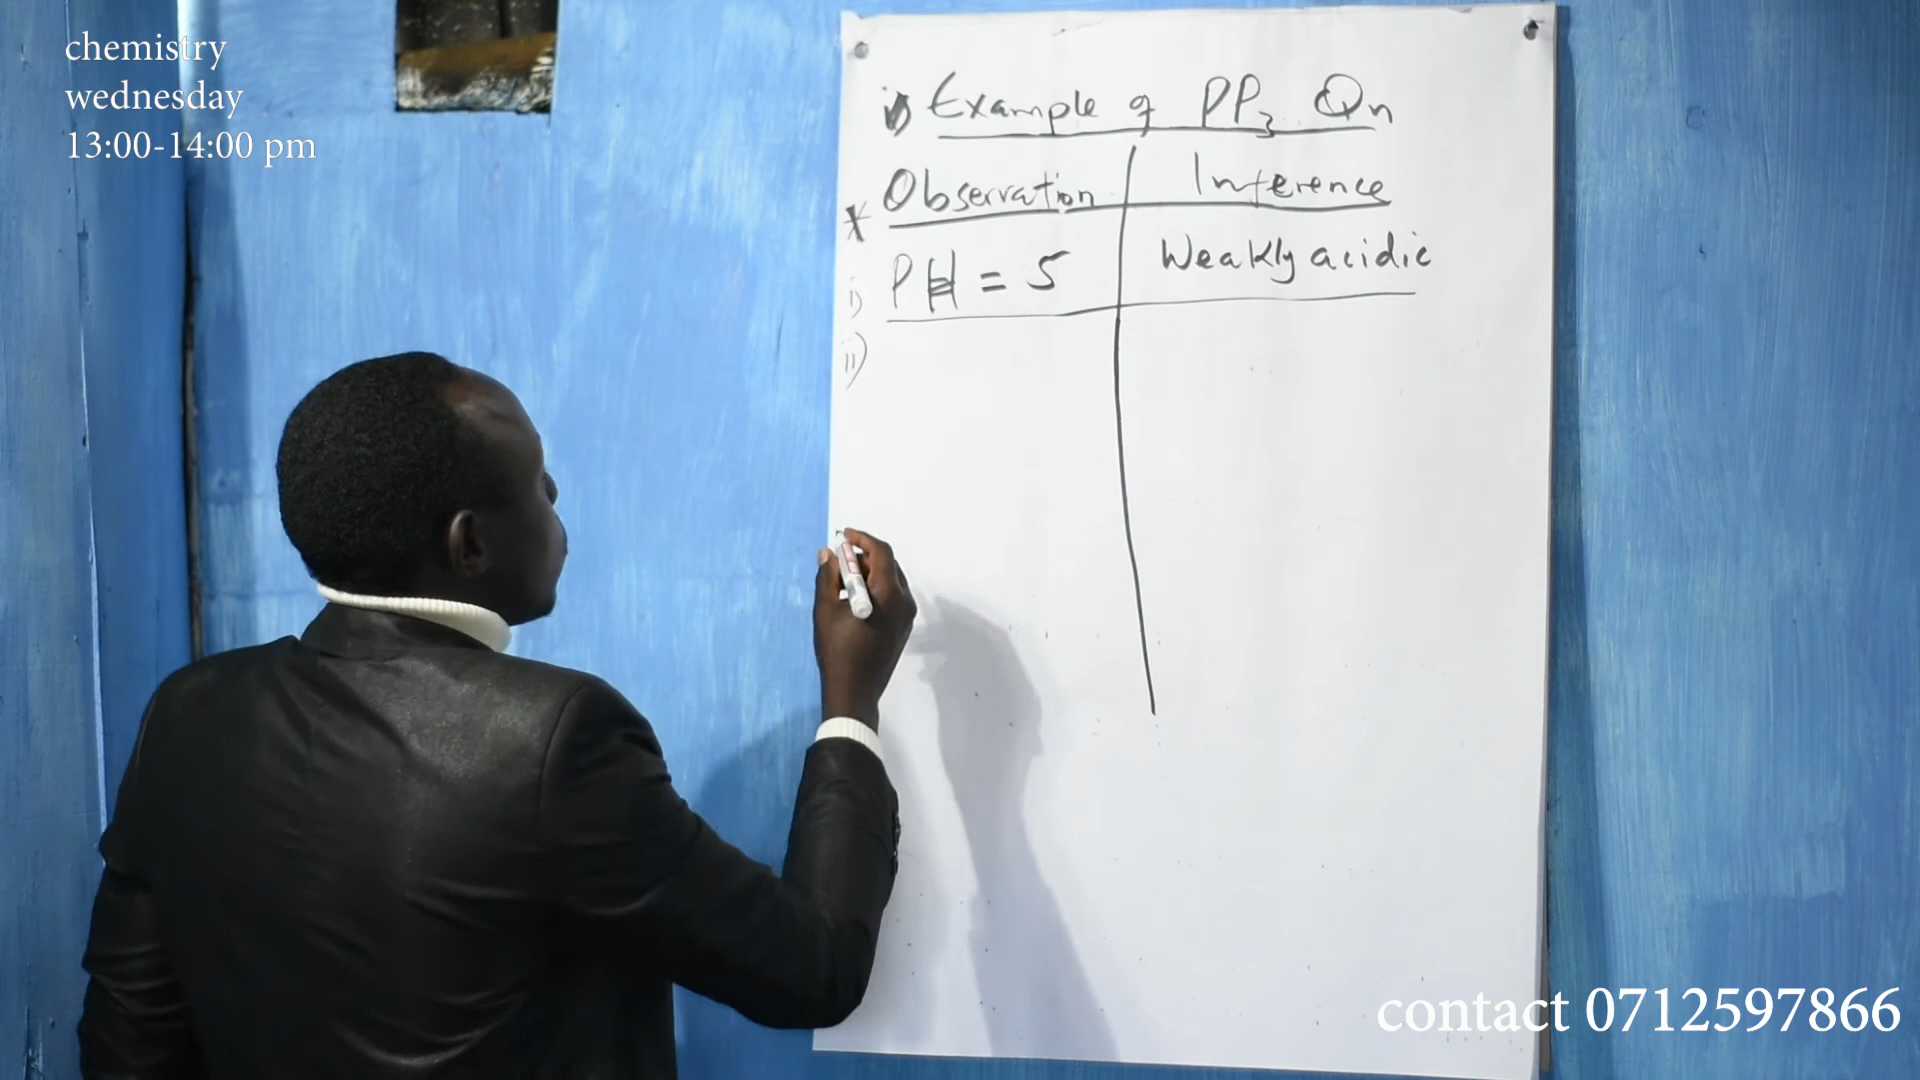 chemistry
wednesday
13:00-14:00 pm
Example of PP3 Qn
Observation Inference
i) PH = 5 Weakly acidic
ii)
contact 0712597866